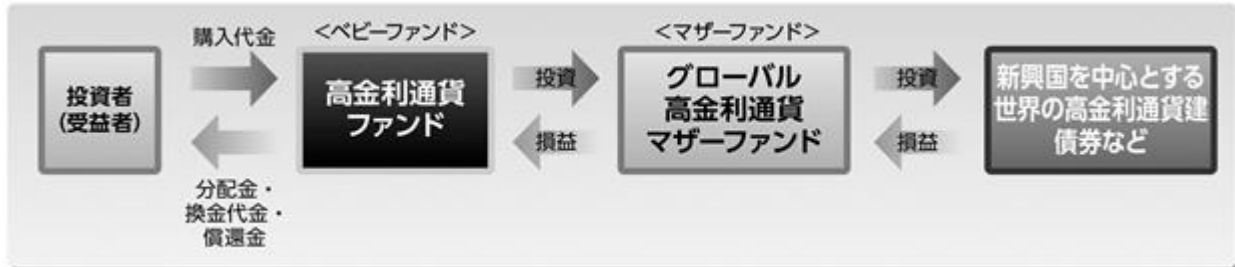 購入代金
<ベビーファンド>
<マザーファンド>
投資者
(受益者)
高金利通貨
ファンド
投資
グローバル
高金利通貨
マザーファンド
投資
新興国を中心とする
世界の高金利通貨建
債券など
損益
損益
分配金・
換金代金・
償還金